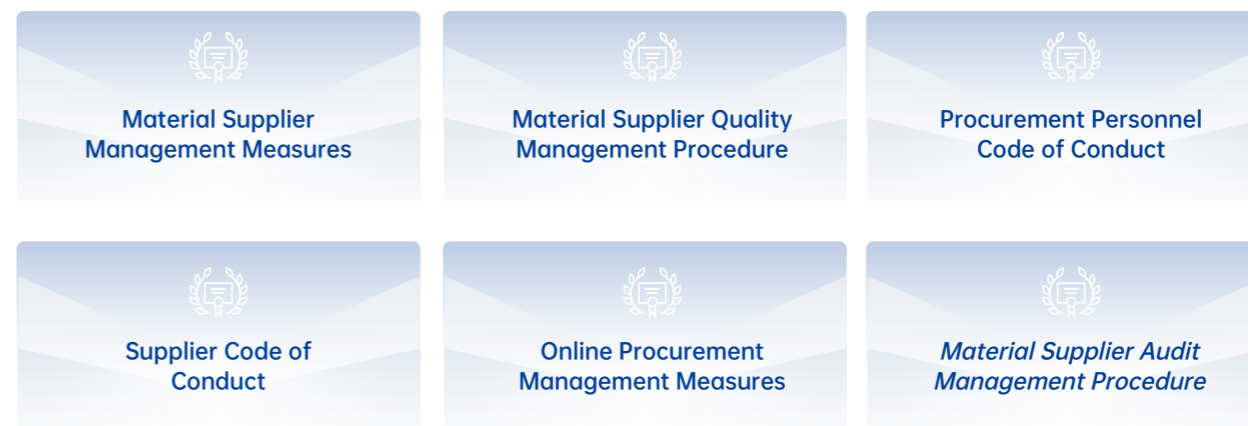 Material Supplier
Management Measures
Material Supplier Quality
Management Procedure
Procurement Personnel
Code of Conduct
Supplier Code of
Conduct
Online Procurement
Management Measures
Material Supplier Audit
Management Procedure